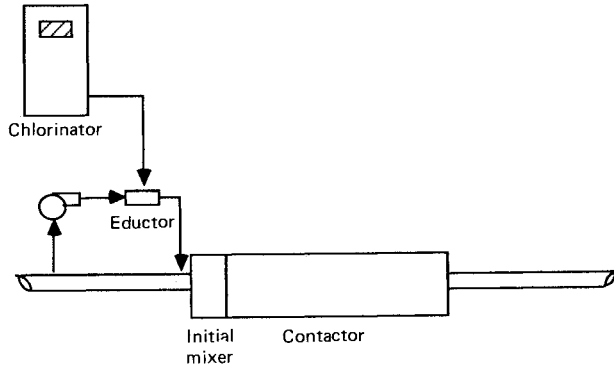 Chlorinator
Eductor
Initial
mixer
Contactor